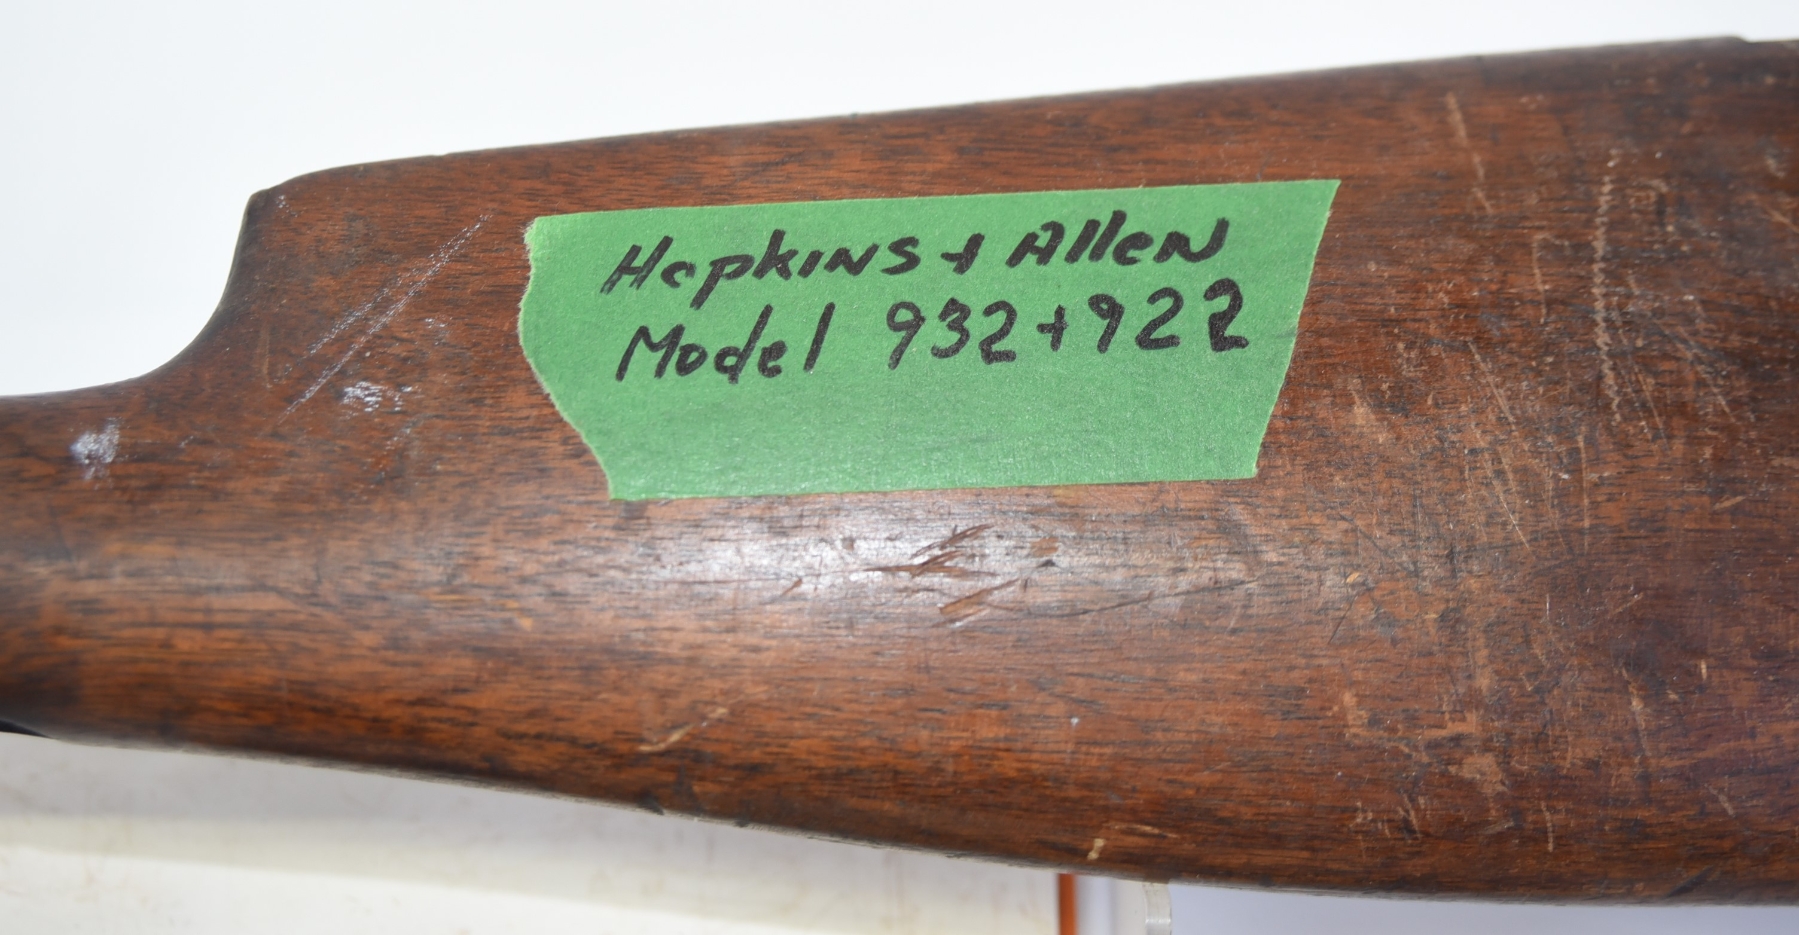 Hopkins + Allen
Model 932+922